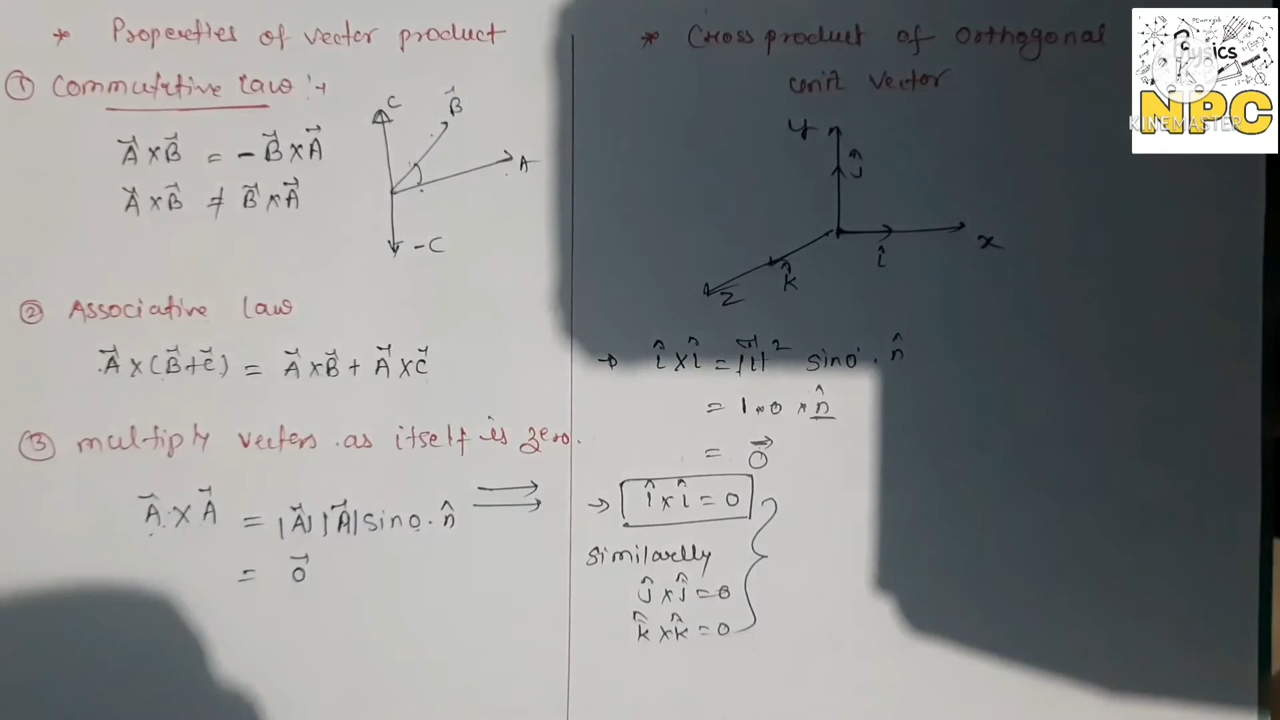 * Properties of vector product
① Commutative law :→
A⃗ × B⃗ = - B⃗ × A⃗
A⃗ × B⃗ ≠ B⃗ × A⃗
C
B⃗
A
-C
② Associative law
A⃗ × (B⃗ + C⃗) = A⃗ × B⃗ + A⃗ × C⃗
③ multiply vectors as itself is zero.
A⃗ × A⃗ = |A⃗| |A⃗| sin0 . n̂
= 0⃗
* Cross product of Orthogonal
unit vector
y
ĵ
x
î
k̂
Z
→ î × î = |i⃗|² sin0 . n̂
= 1 × 0 × n̂
= 0⃗
→ î × î = 0
Similarly
ĵ × ĵ = 0
k̂ × k̂ = 0
Physics
NPC
KINEMASTER